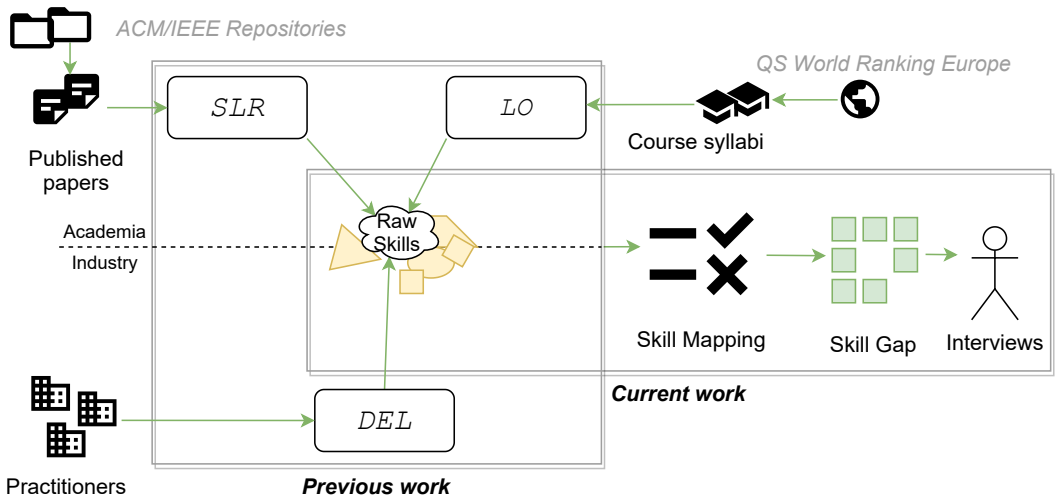 ACM/IEEE Repositories
QS World Ranking Europe
SLR
LO
Published
papers
Course syllabi
Raw
Skills
Academia
Industry
Skill Mapping
Skill Gap
Interviews
Current work
DEL
Practitioners
Previous work